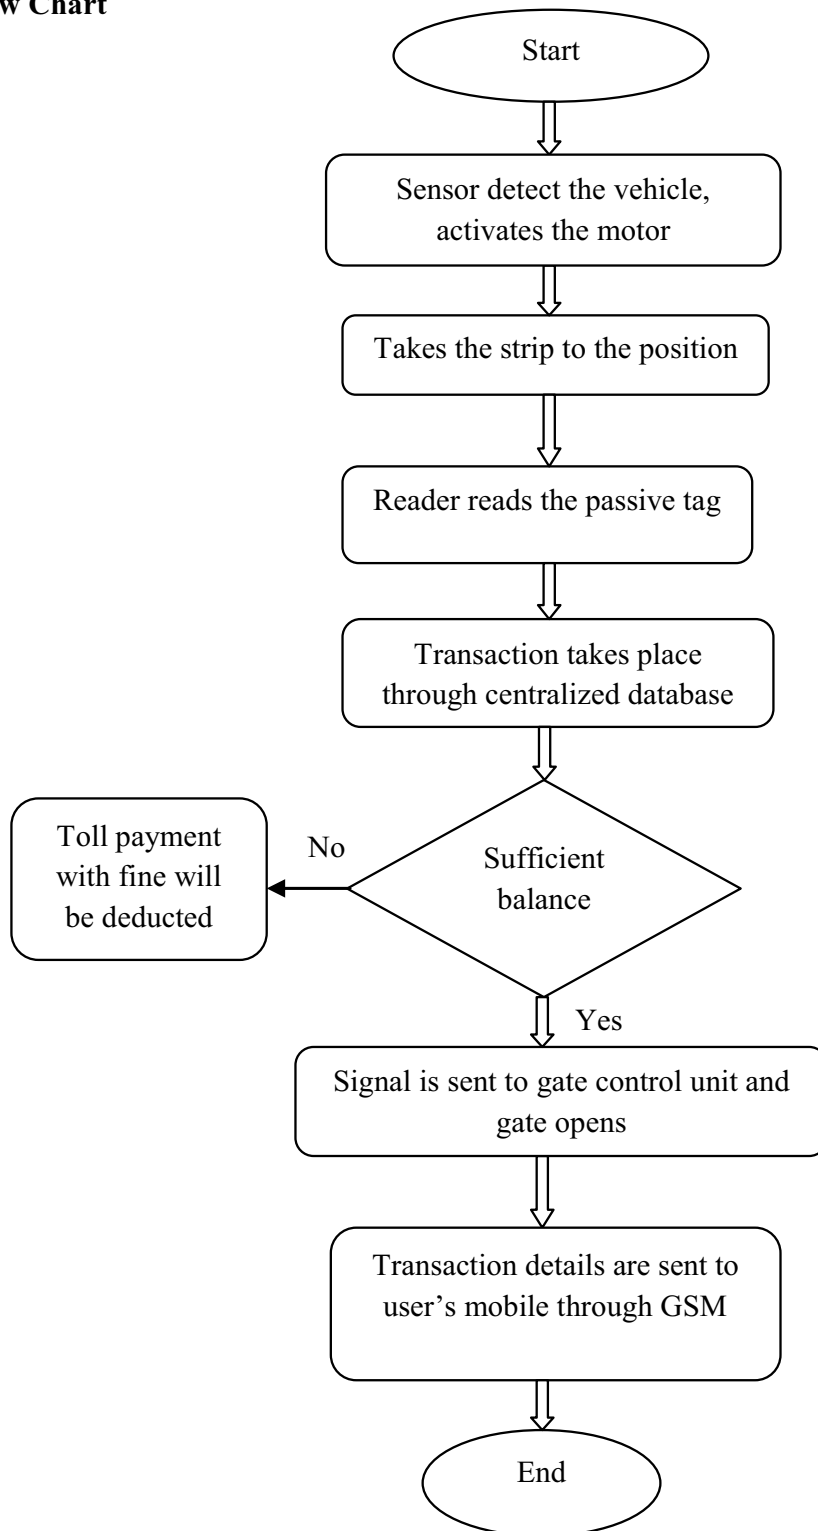 w Chart
Start
Sensor detect the vehicle,
activates the motor
Takes the strip to the position
Reader reads the passive tag
Transaction takes place
through centralized database
Toll payment
with fine will
be deducted
No
Sufficient
balance
Yes
Signal is sent to gate control unit and
gate opens
Transaction details are sent to
user’s mobile through GSM
End